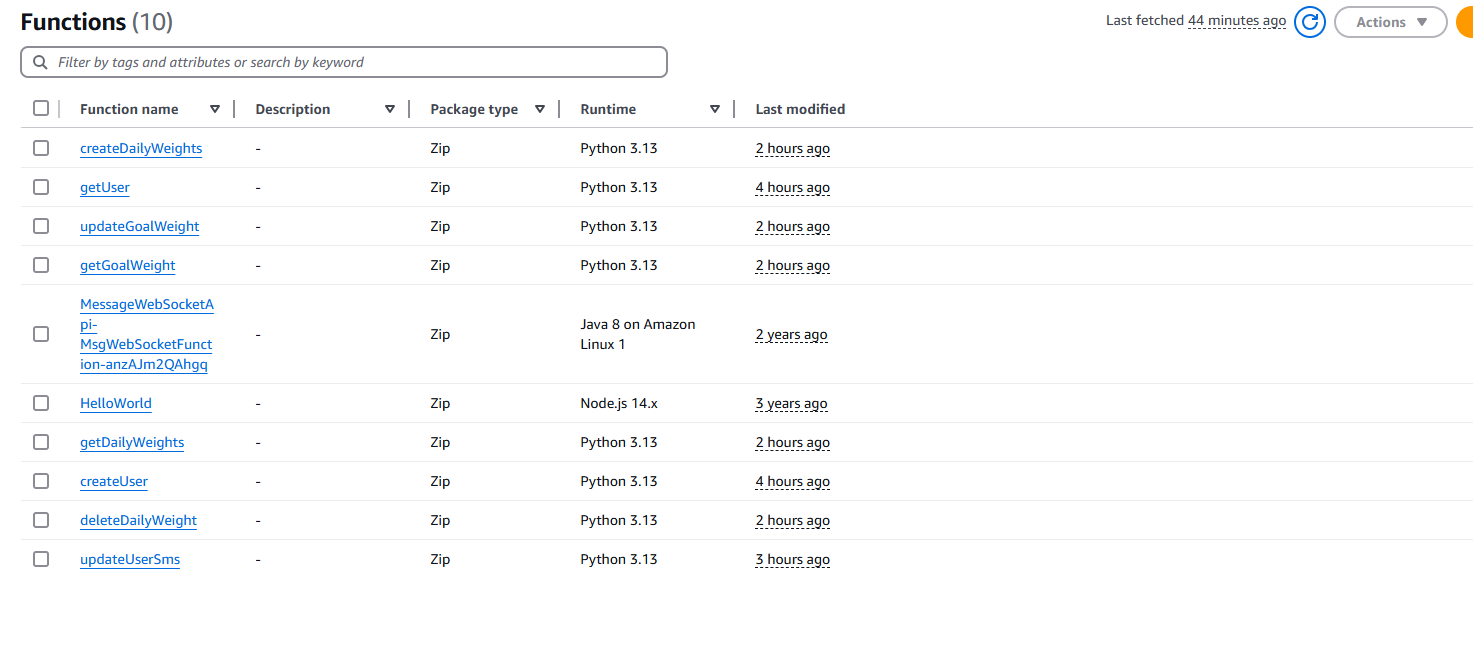 Functions (10)
Last fetched 44 minutes ago
Actions
Filter by tags and attributes or search by keyword
Function name Description Package type Runtime Last modified
createDailyWeights - Zip Python 3.13 2 hours ago
getUser - Zip Python 3.13 4 hours ago
updateGoalWeight - Zip Python 3.13 2 hours ago
getGoalWeight - Zip Python 3.13 2 hours ago
MessageWebSocketA
pi-
MsgWebSocketFunct
ion-anzAJm2QAhgq
- Zip
Java 8 on Amazon
Linux 1
2 years ago
HelloWorld - Zip Node.js 14.x 3 years ago
getDailyWeights - Zip Python 3.13 2 hours ago
createUser - Zip Python 3.13 4 hours ago
deleteDailyWeight - Zip Python 3.13 2 hours ago
updateUserSms - Zip Python 3.13 3 hours ago